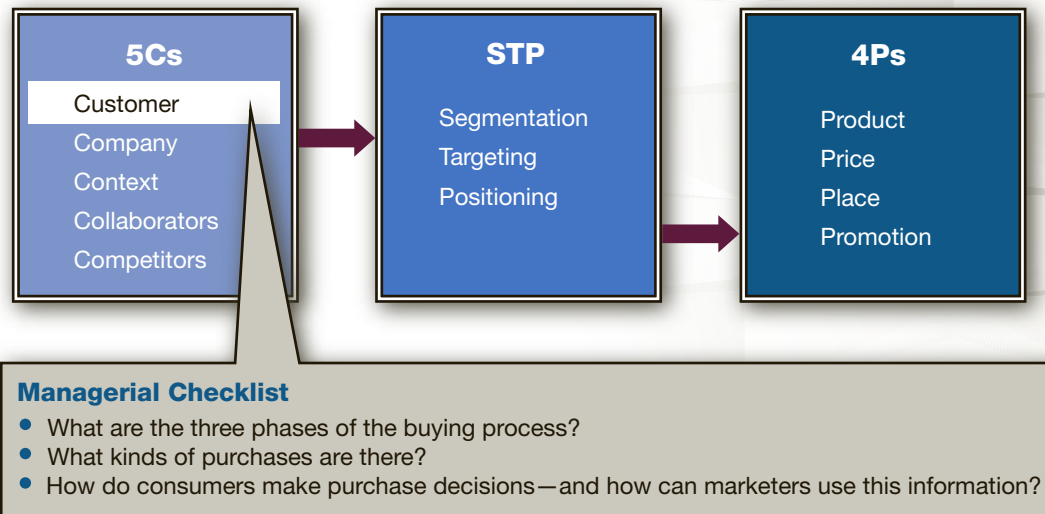 5Cs
Customer
Company
Context
Collaborators
Competitors
STP
Segmentation
Targeting
Positioning
4Ps
Product
Price
Place
Promotion
Managerial Checklist
• What are the three phases of the buying process?
• What kinds of purchases are there?
• How do consumers make purchase decisions—and how can marketers use this information?